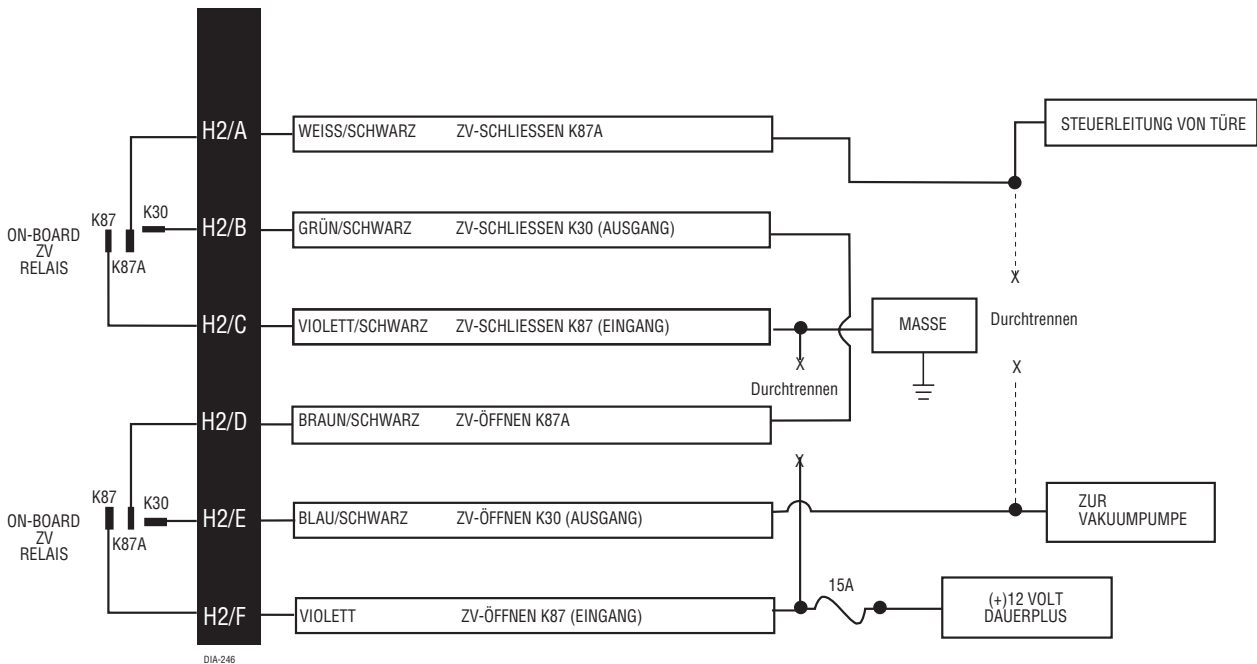 H2/A
WEISS/SCHWARZ ZV-SCHLIESSEN K87A
STEUERLEITUNG VON TÜRE
K87
K30
K87A
ON-BOARD
ZV
RELAIS
H2/B
GRÜN/SCHWARZ ZV-SCHLIESSEN K30 (AUSGANG)
X
Durchtrennen
X
H2/C
VIOLETT/SCHWARZ ZV-SCHLIESSEN K87 (EINGANG)
MASSE
X
Durchtrennen
H2/D
BRAUN/SCHWARZ ZV-ÖFFNEN K87A
X
K87
K30
K87A
ON-BOARD
ZV
RELAIS
H2/E
BLAU/SCHWARZ ZV-ÖFFNEN K30 (AUSGANG)
ZUR
VAKUUMPUMPE
H2/F
VIOLETT ZV-ÖFFNEN K87 (EINGANG)
15A
(+)12 VOLT
DAUERPLUS
DIA-246